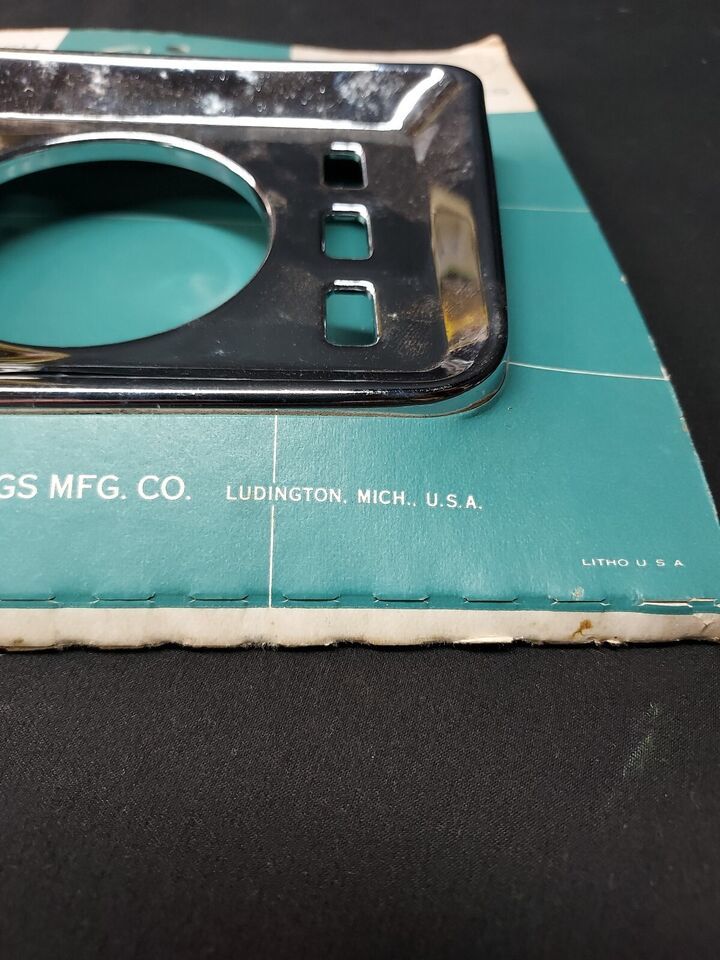 GS MFG. CO. LUDINGTON, MICH., U.S.A.
LITHO U S A